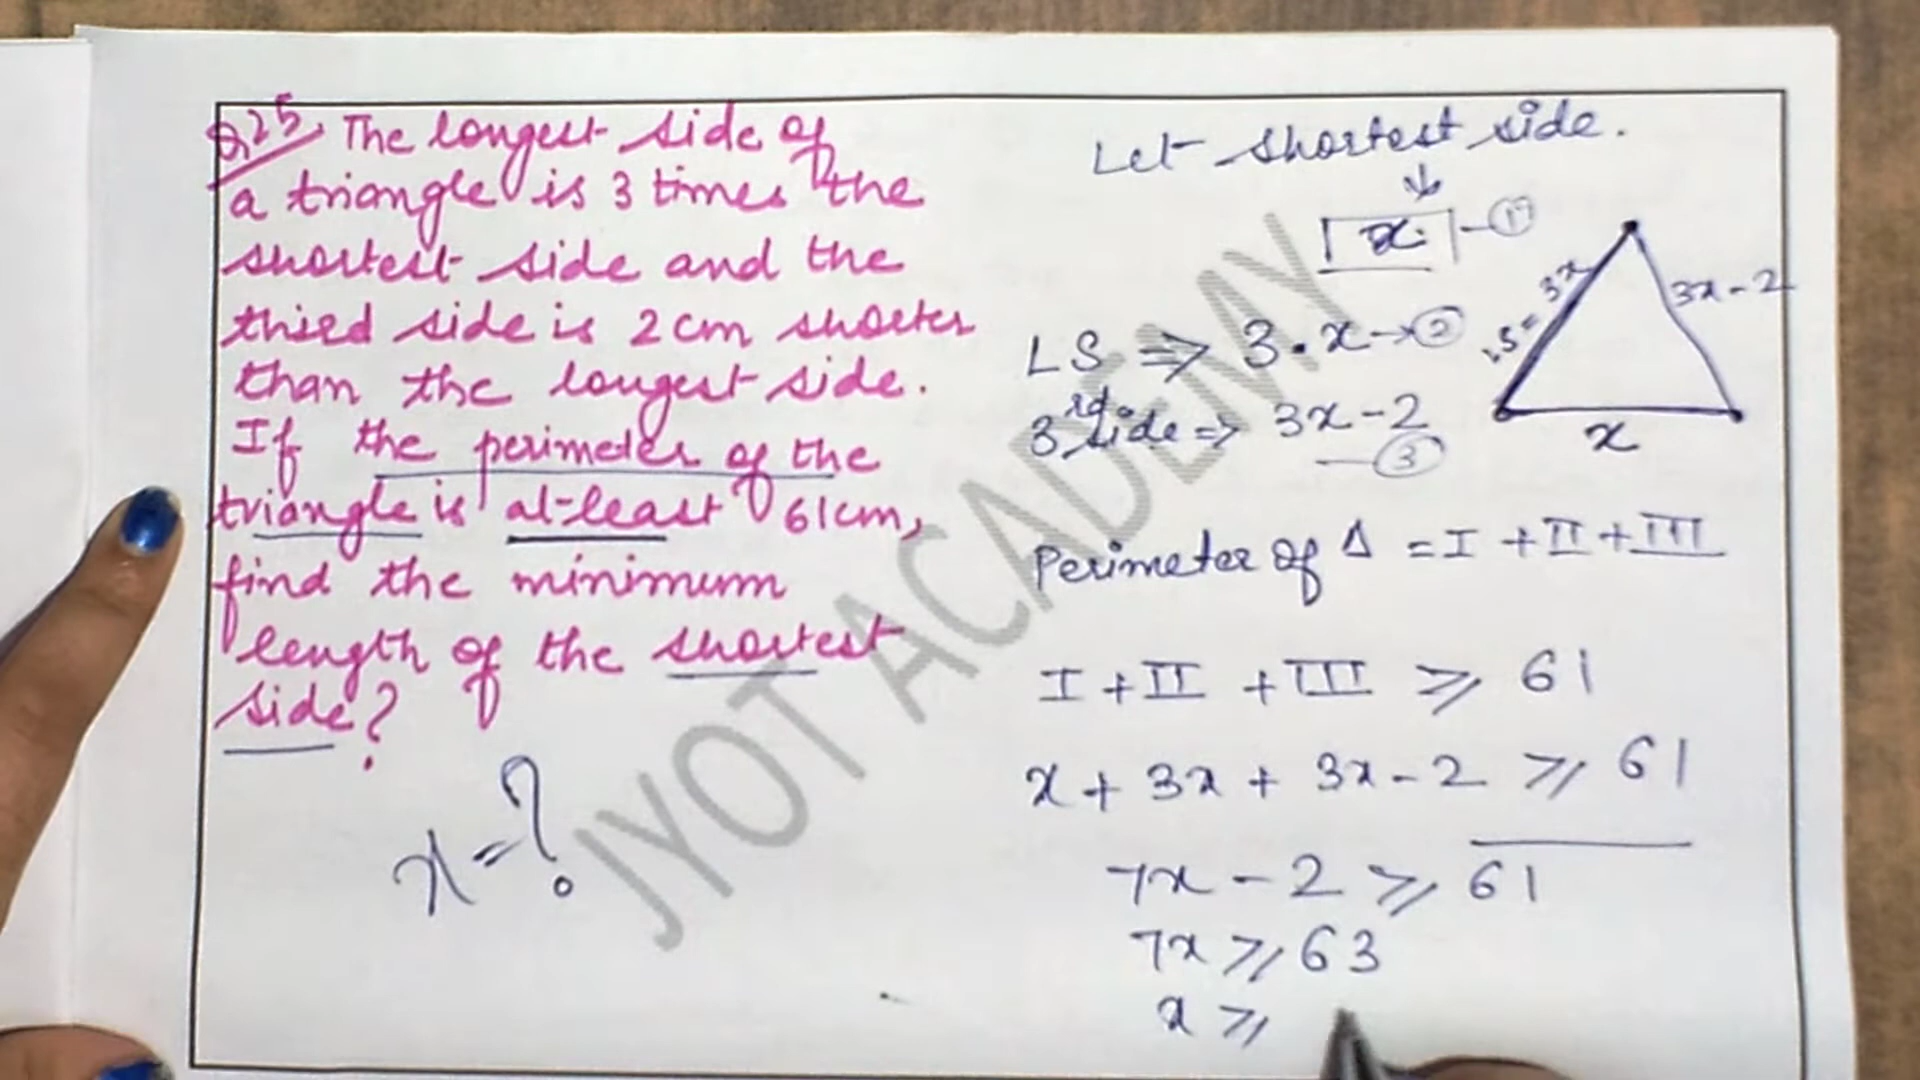 Q25, The longest side of
a triangle is 3 times the
shortest side and the
third side is 2cm shorter
than the longest side.
If the perimeter of the
triangle is at-least 61cm,
find the minimum
length of the shortest
side?
x=?
Let shortest side.
↓
x. -①
LS ⇒ 3·x→②
3rd side ⇒ 3x-2
—③
LS = 3x
3x-2
x
Perimeter of Δ = I + II + III
I + II + III ≥ 61
x + 3x + 3x - 2 ≥ 61
7x - 2 ≥ 61
7x ≥ 63
x ≥
JYOT ACADEMY